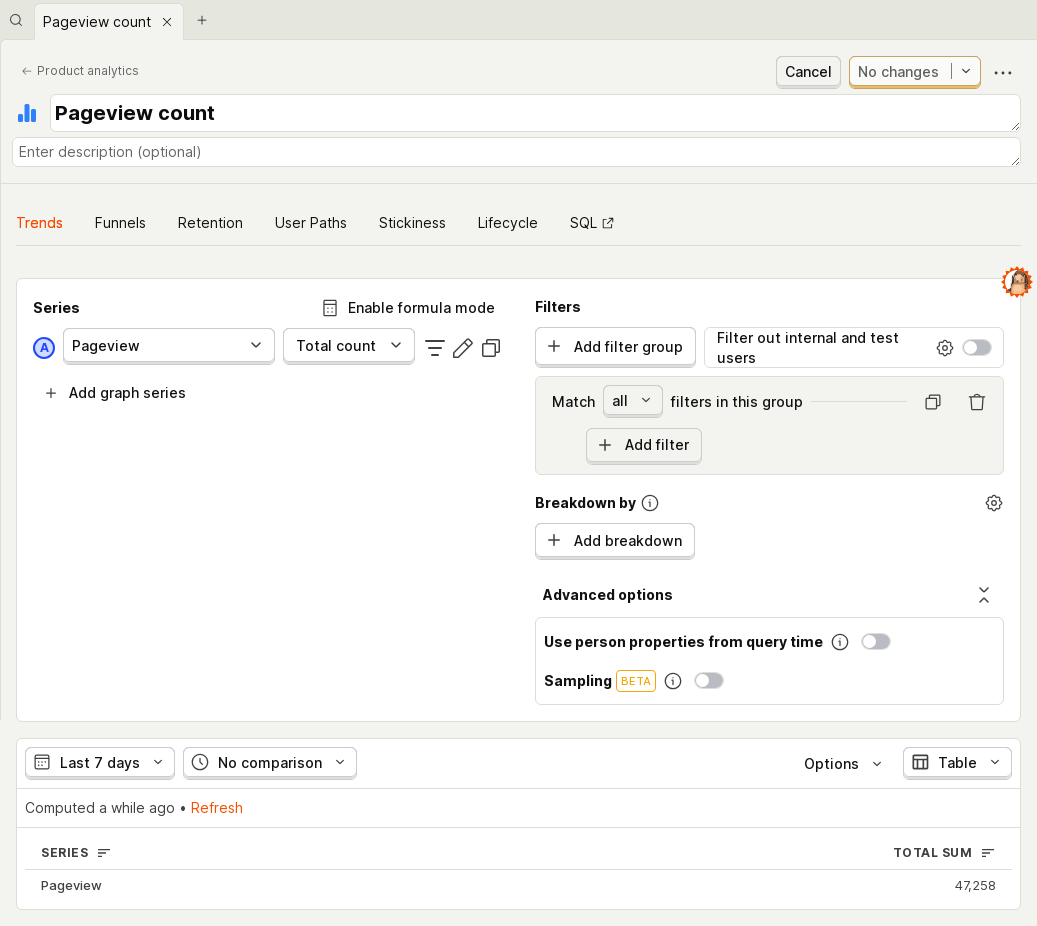 Pageview count
Product analytics
Cancel
No changes
Pageview count
Enter description (optional)
Trends Funnels Retention User Paths Stickiness Lifecycle SQL
Series
Enable formula mode
A
Pageview
Total count
Add graph series
Filters
Add filter group
Filter out internal and test
users
Match all filters in this group
Add filter
Breakdown by
Add breakdown
Advanced options
Use person properties from query time
Sampling BETA
Last 7 days
No comparison
Options
Table
Computed a while ago • Refresh
SERIES TOTAL SUM
Pageview 47,258